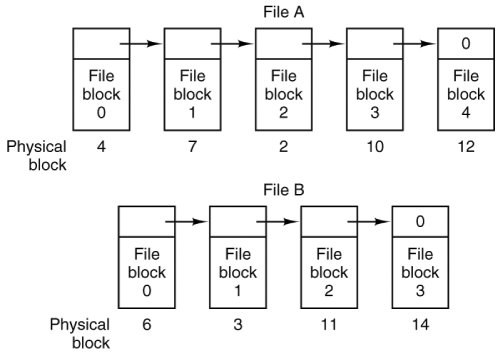 File A
0
File block 0
File block 1
File block 2
File block 3
File block 4
Physical block
4 7 2 10 12
File B
0
File block 0
File block 1
File block 2
File block 3
Physical block
6 3 11 14